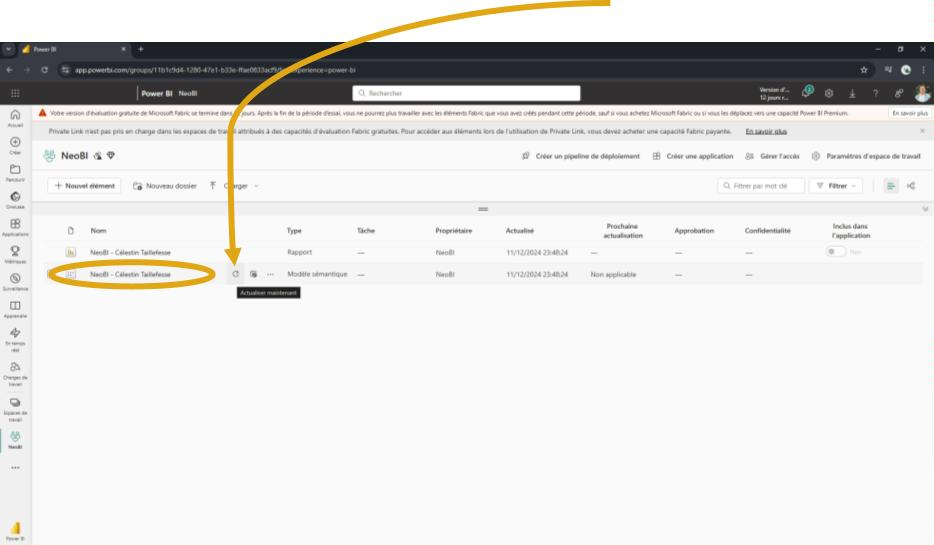 Power BI
app.powerbi.com/groups/11b1c9d4-1280-47e1-b33e-ffae0833acf9/ experience=power-bi
Power BI NeoBI
Rechercher
Version d'...
12 jours r...
Votre version d'évaluation gratuite de Microsoft Fabric se termine dans jours. Après la fin de la période d'essai, vous ne pourrez plus travailler avec les éléments Fabric que vous avez créés pendant cette période, sauf si vous achetez Microsoft Fabric ou si vous les déplacez vers une capacité Power BI Premium.
En savoir plus
Private Link n'est pas pris en charge dans les espaces de travail attribués à des capacités d'évaluation Fabric gratuites. Pour accéder aux éléments lors de l'utilisation de Private Link, vous devez acheter une capacité Fabric payante. En savoir plus
NeoBI
Créer un pipeline de déploiement
Créer une application
Gérer l'accès
Paramètres d'espace de travail
+ Nouvel élément
Nouveau dossier
Charger
Filtrer par mot clé
Filtrer
Nom Type Tâche Propriétaire Actualisé Prochaine actualisation Approbation Confidentialité Inclus dans l'application
NeoBI - Célestin Taillefesse Rapport — NeoBI 11/12/2024 23:48:24 — — — Non
NeoBI - Célestin Taillefesse ... Modèle sémantique — NeoBI 11/12/2024 23:48:24 Non applicable — —
Actualiser maintenant
Accueil
Créer
Parcourir
OneLake
Applications
Métriques
Surveillance
Apprendre
En temps
réel
Charges de
travail
Espaces de
travail
NeoBI
...
Power BI